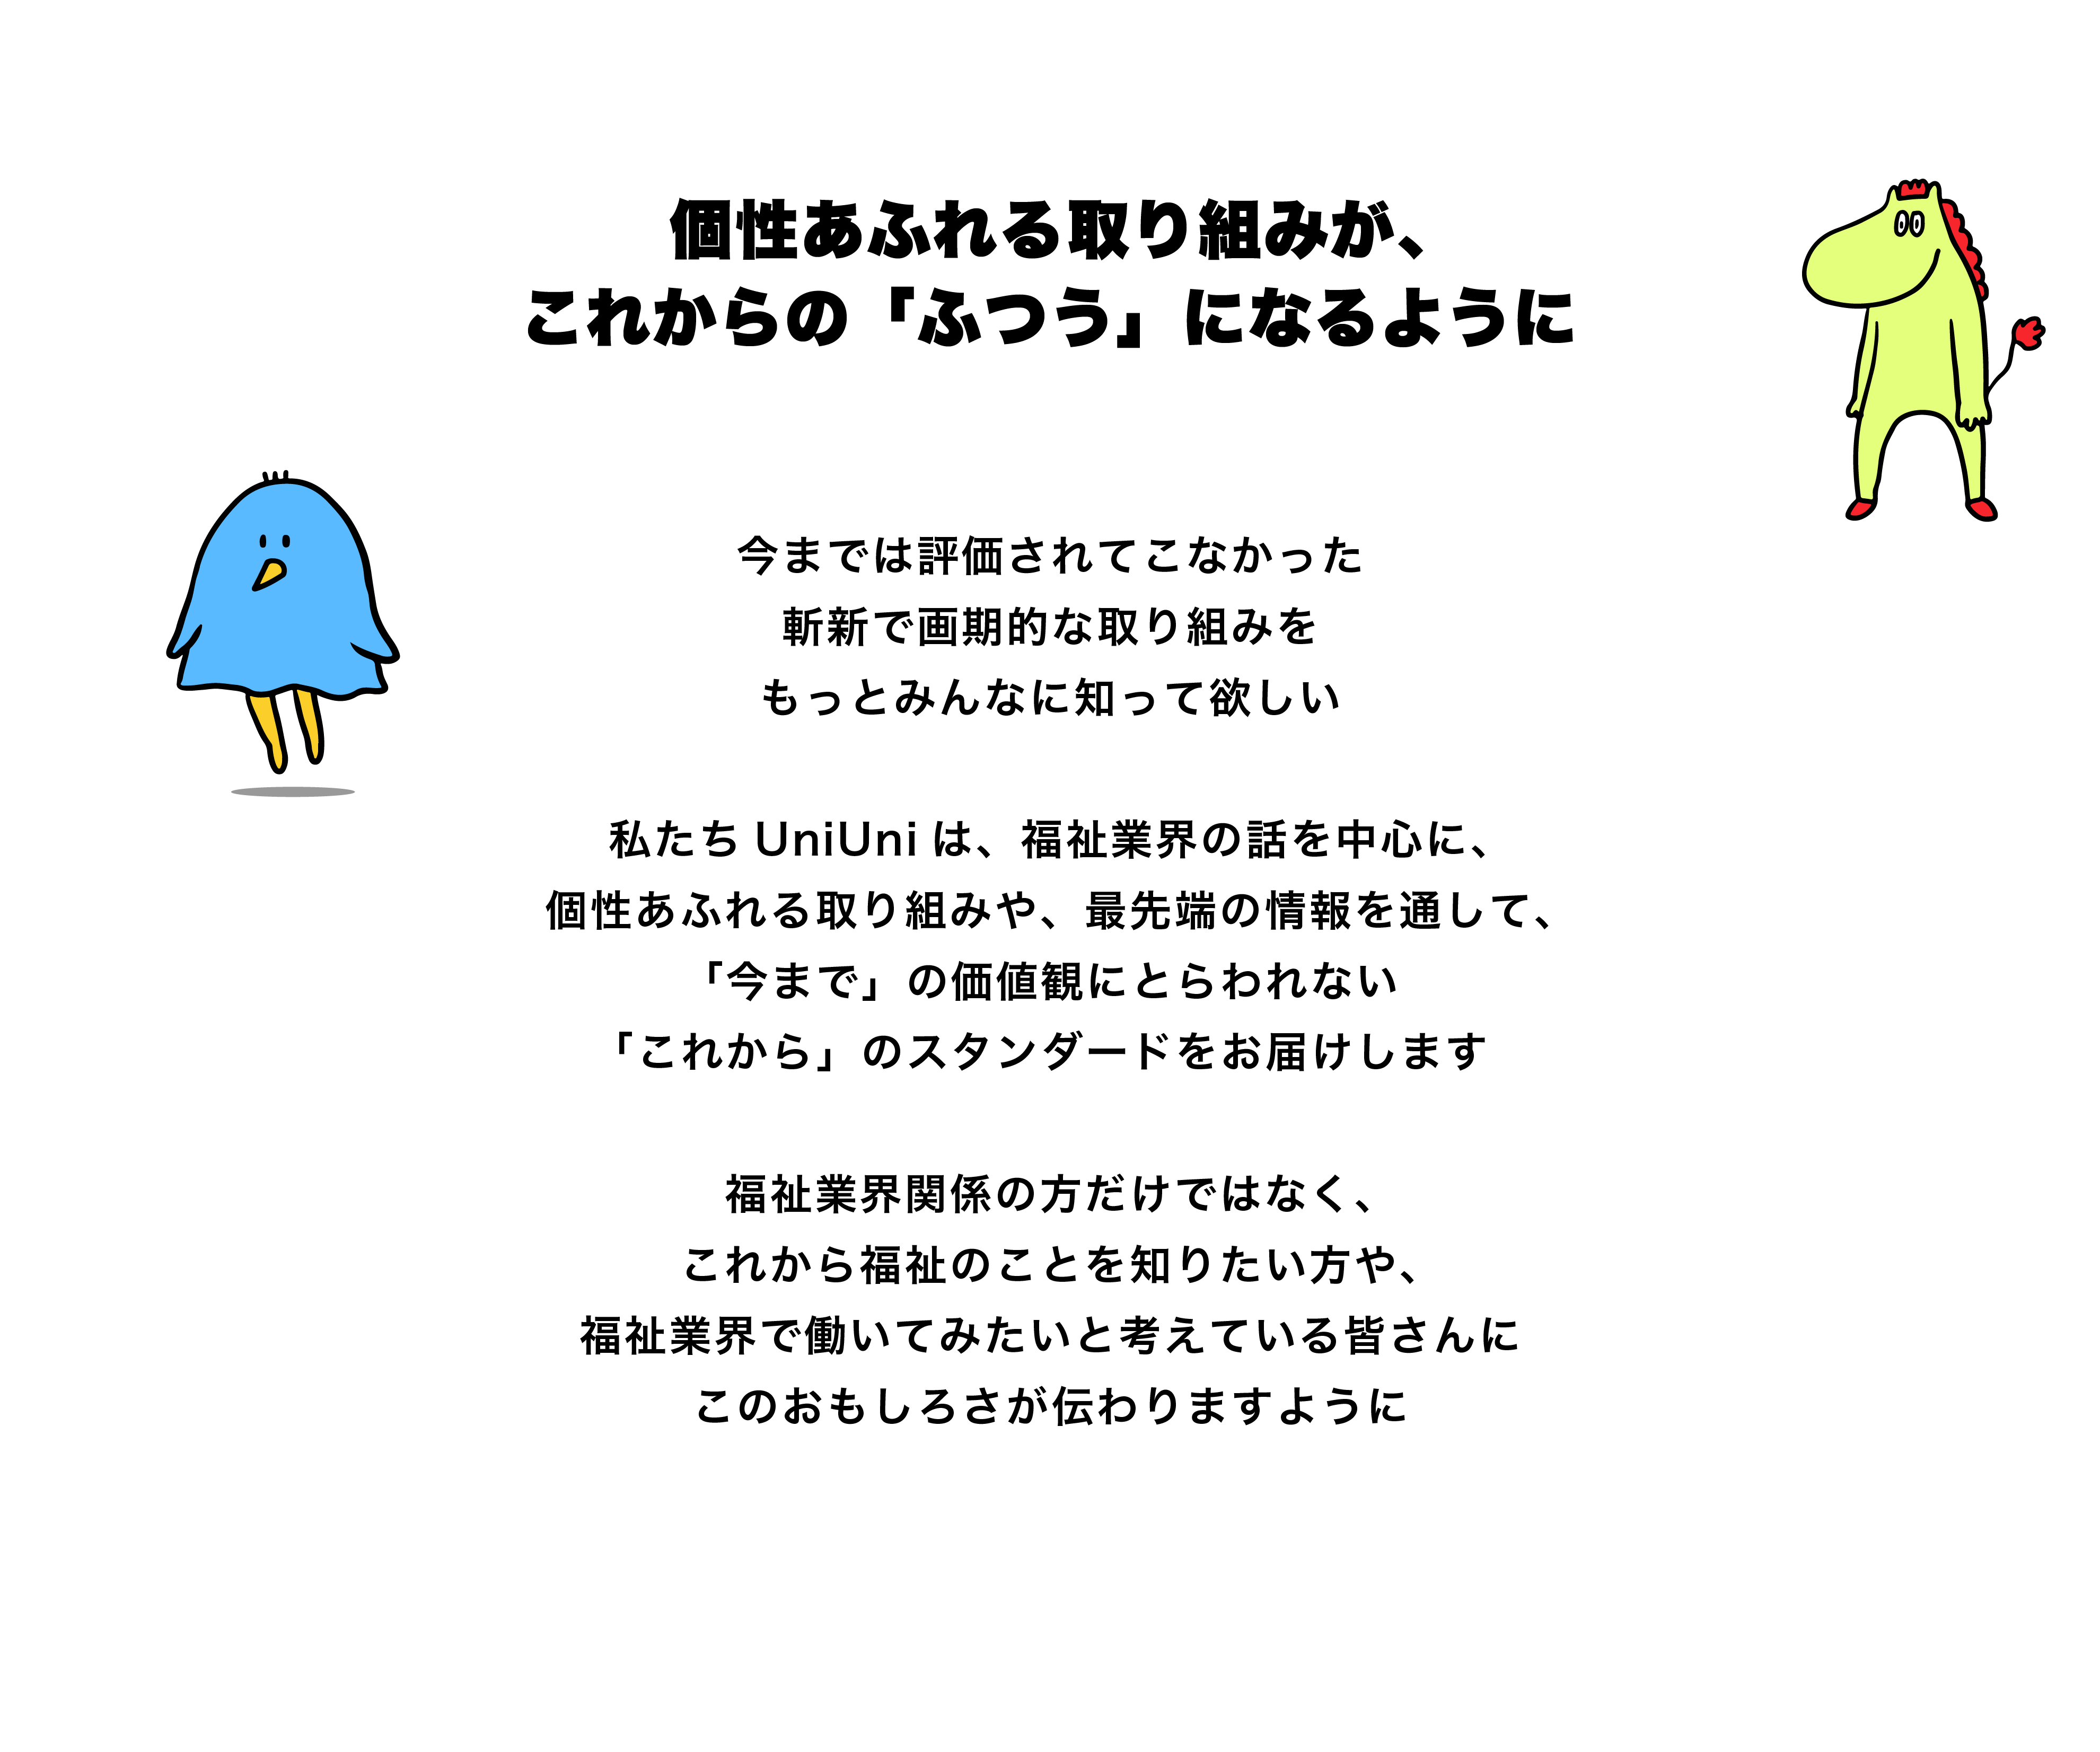 個性あふれる取り組みが、
これからの「ふつう」になるように
今までは評価されてこなかった
斬新で画期的な取り組みを
もっとみんなに知って欲しい
私たち UniUni は、福祉業界の話を中心に、
個性あふれる取り組みや、最先端の情報を通して、
「今まで」の価値観にとらわれない
「これから」のスタンダードをお届けします
福祉業界関係の方だけではなく、
これから福祉のことを知りたい方や、
福祉業界で働いてみたいと考えている皆さんに
このおもしろさが伝わりますように